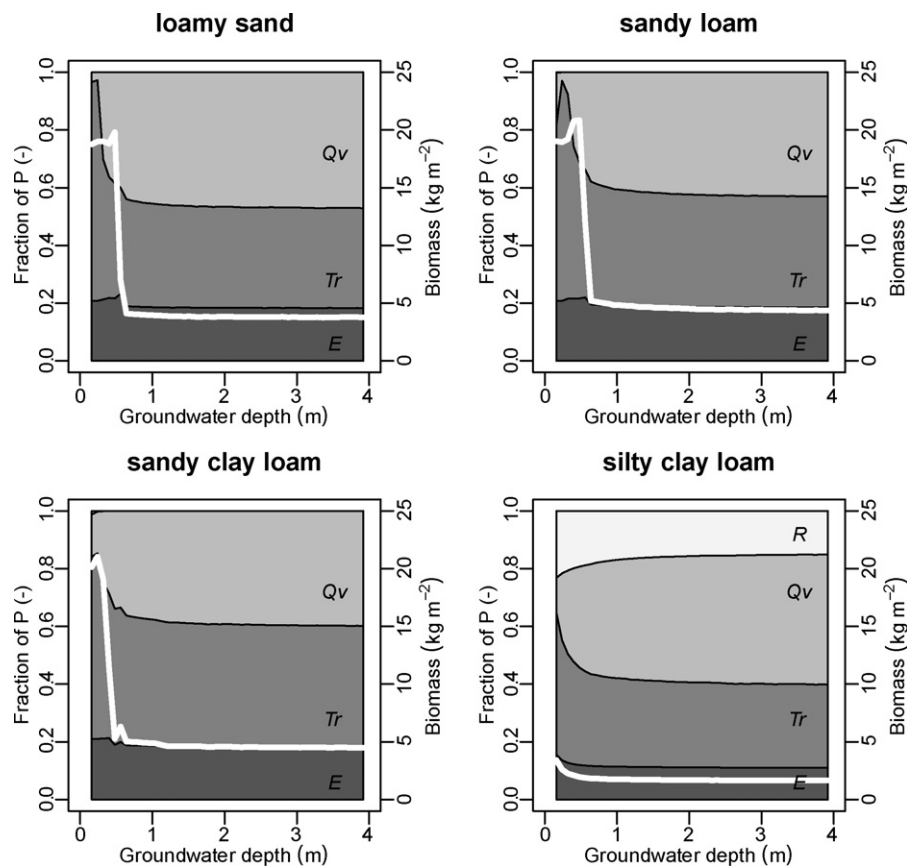 loamy sand
Fraction of P (-)
0.0 0.2 0.4 0.6 0.8 1.0
Qv
Tr
E
0 5 10 15 20 25
Biomass (kg m−2)
0 1 2 3 4
Groundwater depth (m)
sandy loam
Fraction of P (-)
0.0 0.2 0.4 0.6 0.8 1.0
Qv
Tr
E
0 5 10 15 20 25
Biomass (kg m−2)
0 1 2 3 4
Groundwater depth (m)
sandy clay loam
Fraction of P (-)
0.0 0.2 0.4 0.6 0.8 1.0
Qv
Tr
E
0 5 10 15 20 25
Biomass (kg m−2)
0 1 2 3 4
Groundwater depth (m)
silty clay loam
Fraction of P (-)
0.0 0.2 0.4 0.6 0.8 1.0
R
Qv
Tr
E
0 5 10 15 20 25
Biomass (kg m−2)
0 1 2 3 4
Groundwater depth (m)